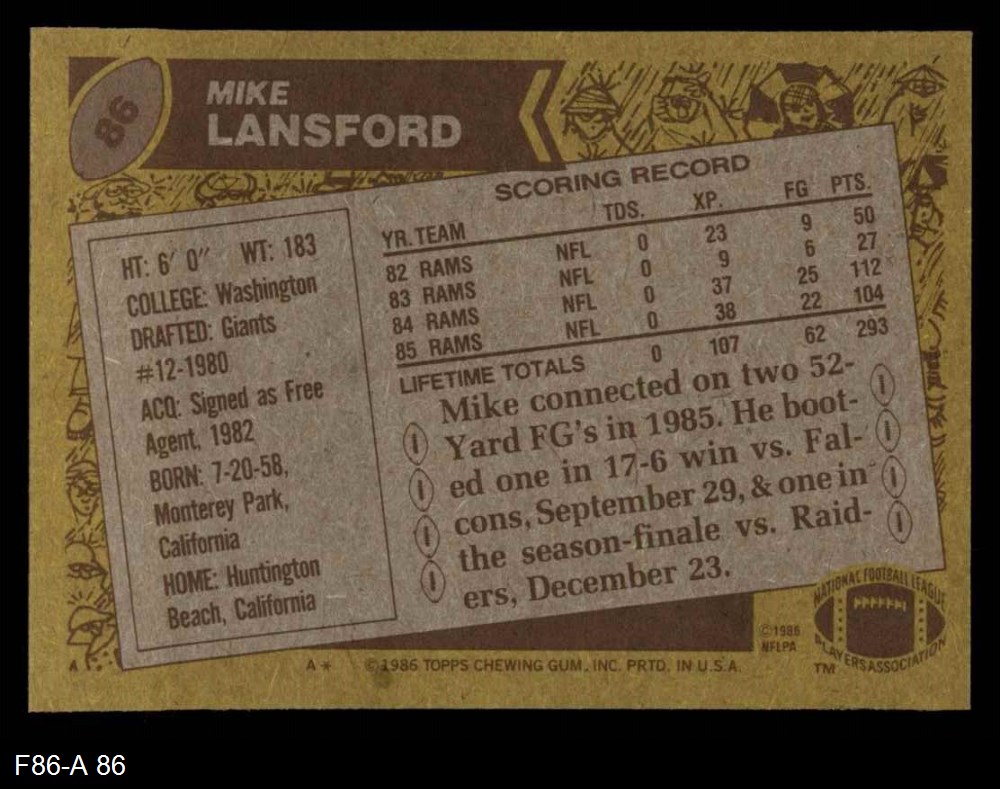 86
MIKE
LANSFORD
SCORING RECORD
YR. TEAM TDS. XP. FG PTS.
82 RAMS NFL 0 23 9 50
83 RAMS NFL 0 9 6 27
84 RAMS NFL 0 37 25 112
85 RAMS NFL 0 38 22 104
LIFETIME TOTALS 0 107 62 293
HT: 6' 0" WT: 183
COLLEGE: Washington
DRAFTED: Giants
#12-1980
ACQ: Signed as Free
Agent, 1982
BORN: 7-20-58,
Monterey Park,
California
HOME: Huntington
Beach, California
Mike connected on two 52-
Yard FG's in 1985. He boot-
ed one in 17-6 win vs. Fal-
cons, September 29, & one in
the season-finale vs. Raid-
ers, December 23.
©1986
NFLPA
NATIONAL FOOTBALL LEAGUE
PLAYERS ASSOCIATION
TM
A * ©1986 TOPPS CHEWING GUM, INC. PRTD. IN U.S.A.
F86-A 86